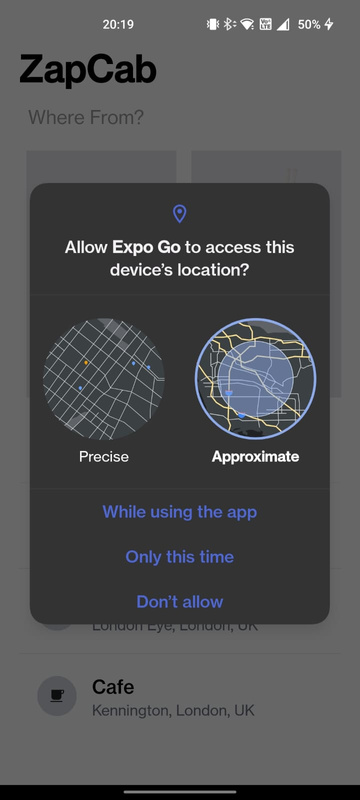 20:19
50%
ZapCab
Where From?
Allow Expo Go to access this
device's location?
Precise
Approximate
While using the app
Only this time
Don't allow
London Eye, London, UK
Cafe
Kennington, London, UK